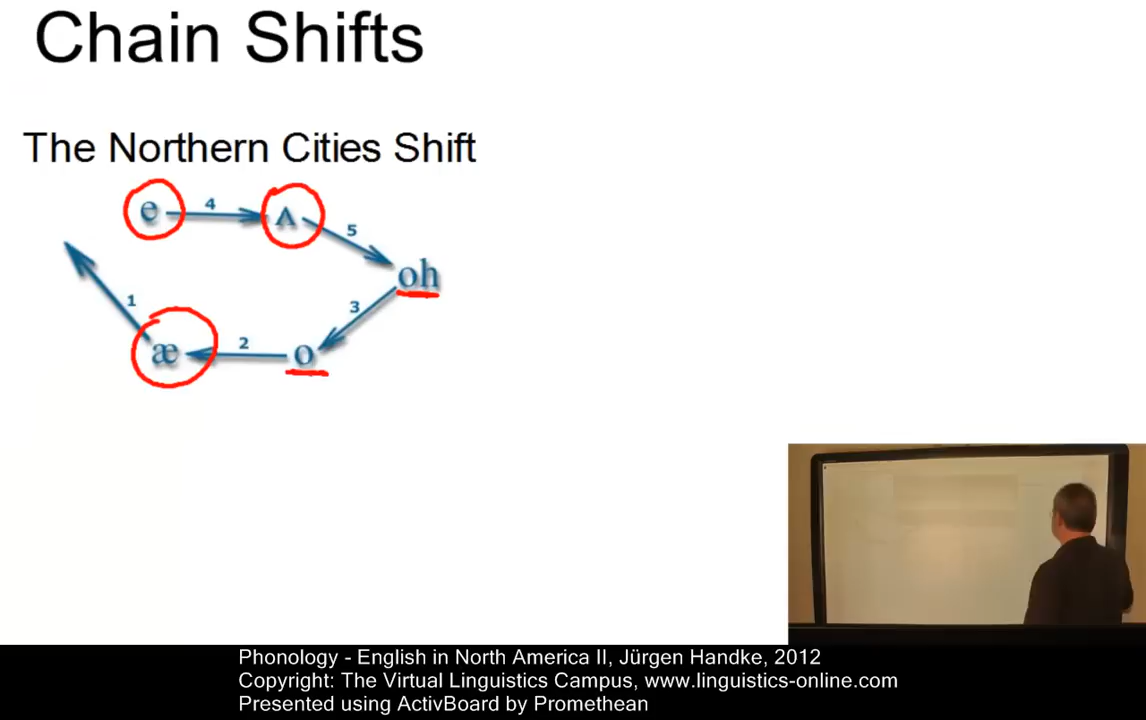 Chain Shifts
The Northern Cities Shift
e 4 ʌ
5
oh
1
3
æ 2 o
Phonology - English in North America II, Jürgen Handke, 2012
Copyright: The Virtual Linguistics Campus, www.linguistics-online.com
Presented using ActivBoard by Promethean